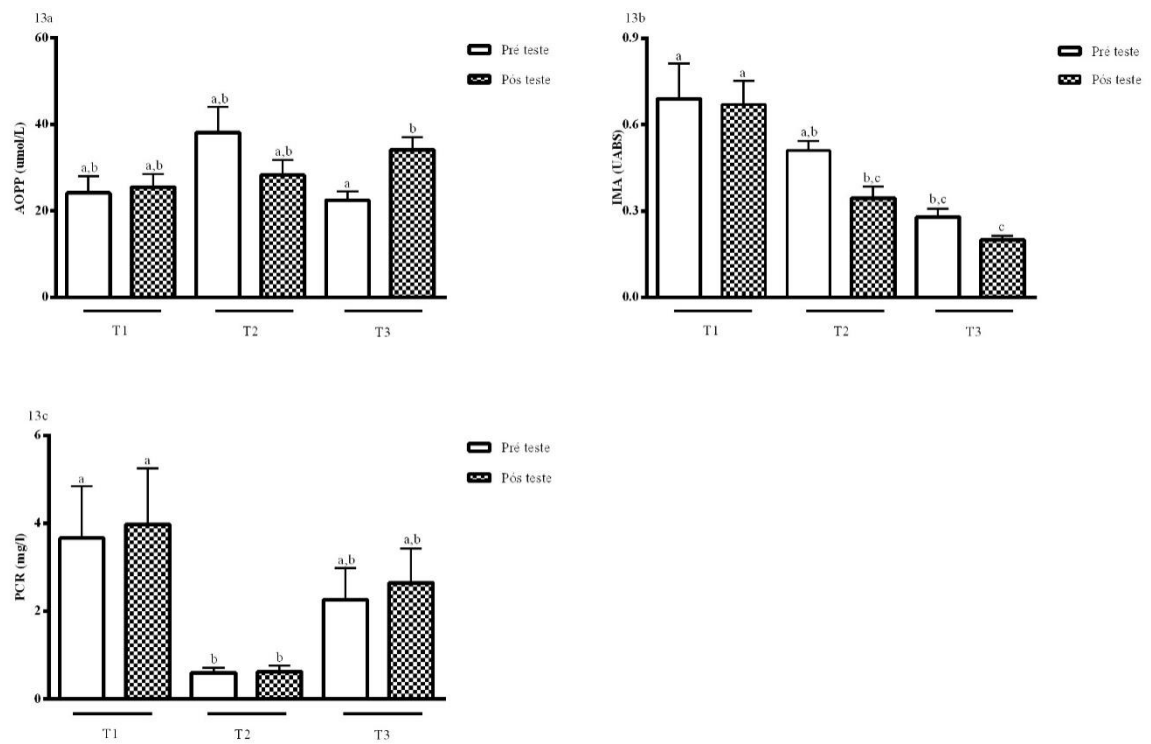 13a
60
40
20
0
AOPP (umol/L)
a,b
a,b
a,b
a,b
a
b
T1
T2
T3
Pré teste
Pós teste
13b
0.9
0.6
0.3
0.0
IMA (UABS)
a
a
a,b
b,c
b,c
c
T1
T2
T3
Pré teste
Pós teste
13c
6
4
2
0
PCR (mg/l)
a
a
b
b
a,b
a,b
T1
T2
T3
Pré teste
Pós teste